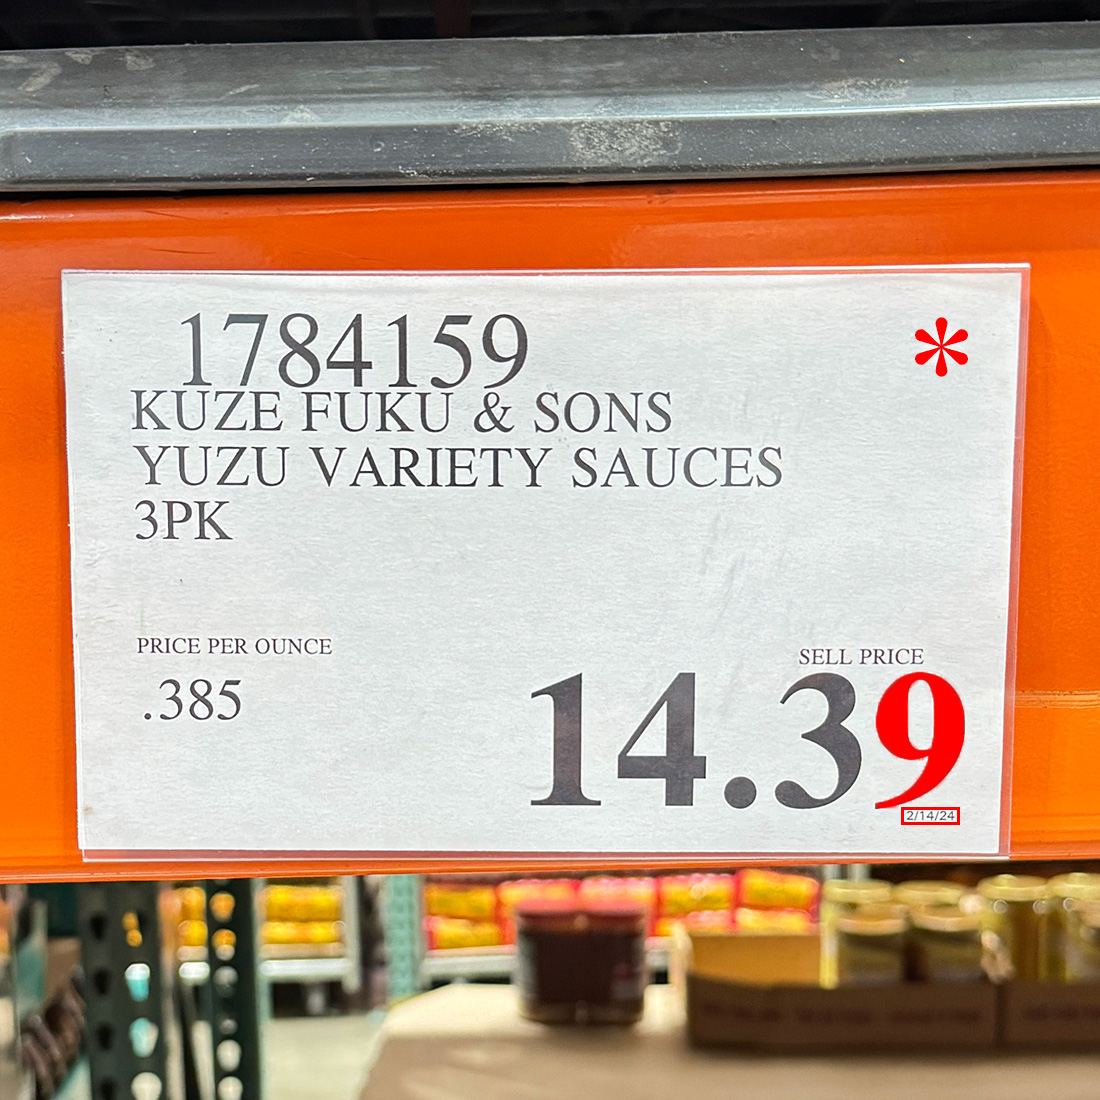 1784159
*
KUZE FUKU & SONS
YUZU VARIETY SAUCES
3PK
PRICE PER OUNCE
.385
SELL PRICE
14.39
2/14/24